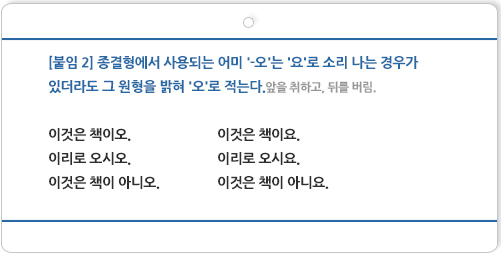 [붙임 2] 종결형에서 사용되는 어미 '-오'는 '요'로 소리 나는 경우가
있더라도 그 원형을 밝혀 '오'로 적는다.앞을 취하고, 뒤를 버림.
이것은 책이오. 이것은 책이요.
이리로 오시오. 이리로 오시요.
이것은 책이 아니오. 이것은 책이 아니요.